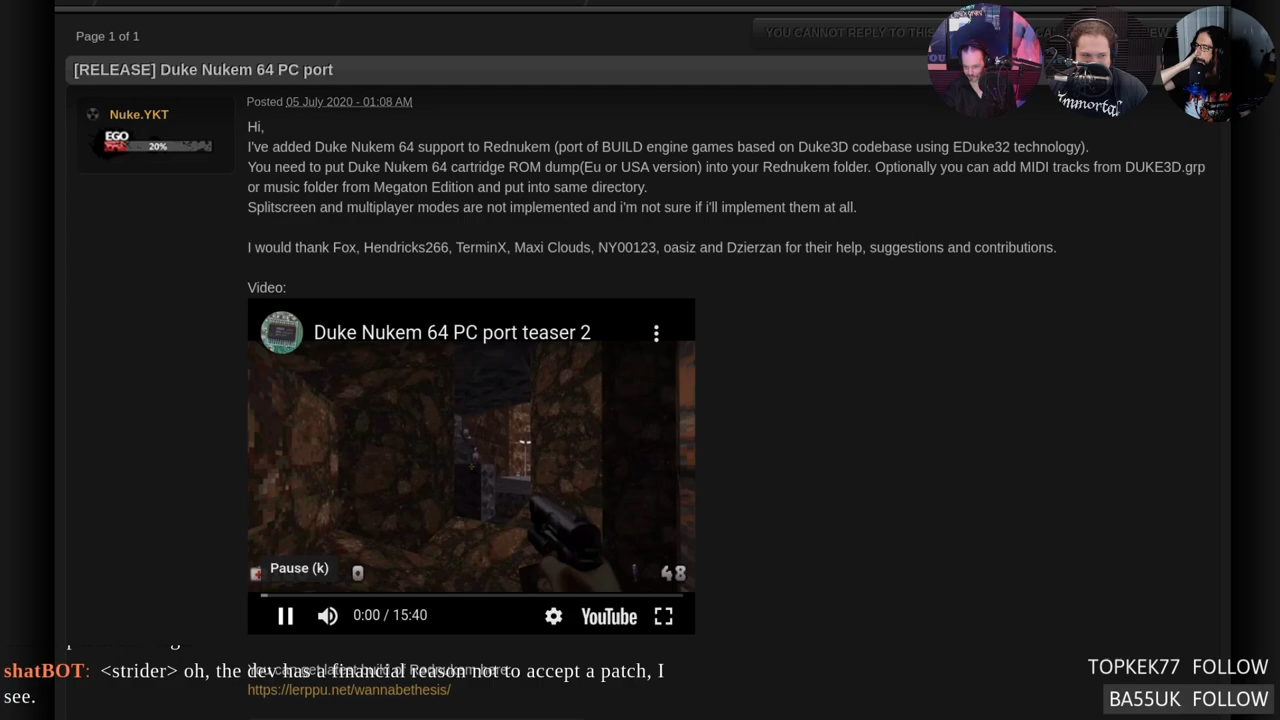 Page 1 of 1
YOU CANNOT REPLY TO THIS
[RELEASE] Duke Nukem 64 PC port
Nuke.YKT
Posted 05 July 2020 - 01:08 AM
EGO
20%
Hi,
I've added Duke Nukem 64 support to Rednukem (port of BUILD engine games based on Duke3D codebase using EDuke32 technology).
You need to put Duke Nukem 64 cartridge ROM dump(Eu or USA version) into your Rednukem folder. Optionally you can add MIDI tracks from DUKE3D.grp
or music folder from Megaton Edition and put into same directory.
Splitscreen and multiplayer modes are not implemented and i'm not sure if i'll implement them at all.
I would thank Fox, Hendricks266, TerminX, Maxi Clouds, NY00123, oasiz and Dzierzan for their help, suggestions and contributions.
Video:
Duke Nukem 64 PC port teaser 2
Pause (k)
0
48
0:00 / 15:40
YouTube
shatBOT: <strider> oh, the dev has a financial reason not to accept a patch, I
see.
https://lerppu.net/wannabethesis/
TOPKEK77 FOLLOW
BA55UK FOLLOW
Immortal